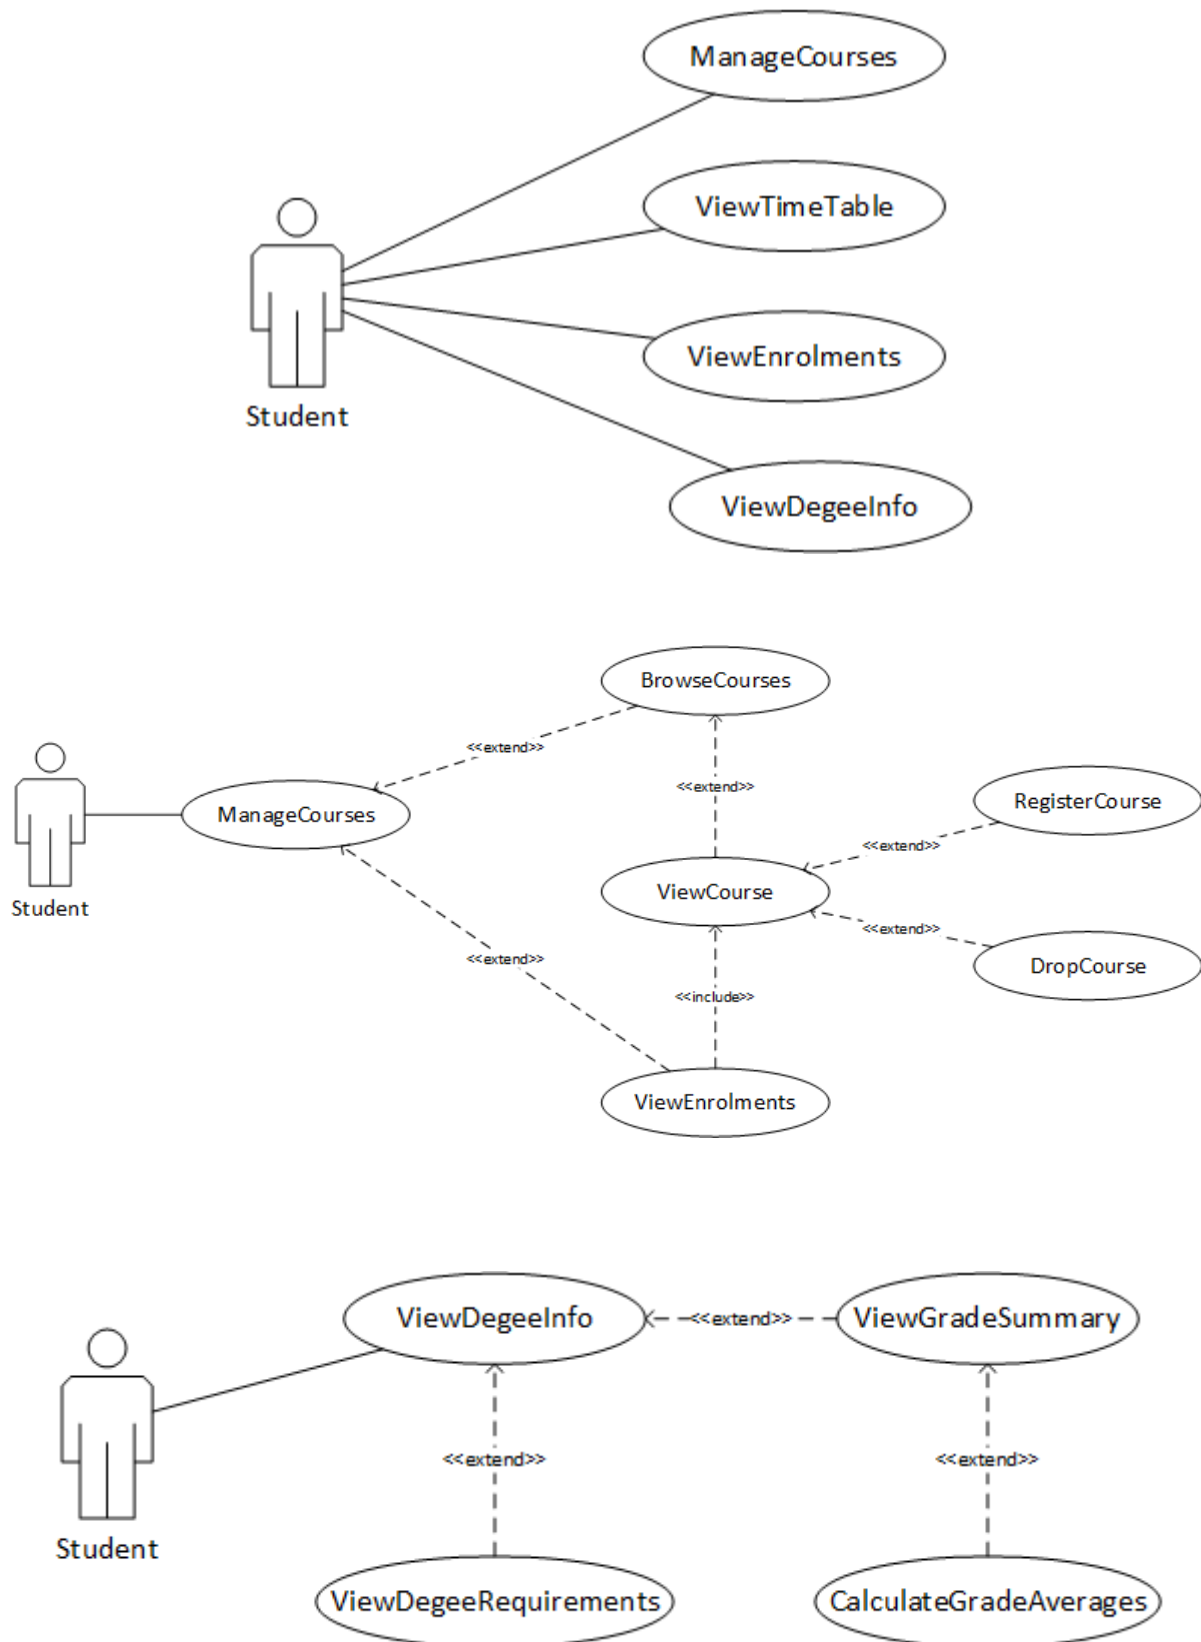 ManageCourses
ViewTimeTable
ViewEnrolments
ViewDegeeInfo
Student
BrowseCourses
<<extend>>
ManageCourses
<<extend>>
RegisterCourse
<<extend>>
ViewCourse
Student
<<extend>>
<<extend>>
DropCourse
<<include>>
ViewEnrolments
ViewDegeeInfo
<<extend>>
ViewGradeSummary
<<extend>>
<<extend>>
Student
ViewDegeeRequirements
CalculateGradeAverages